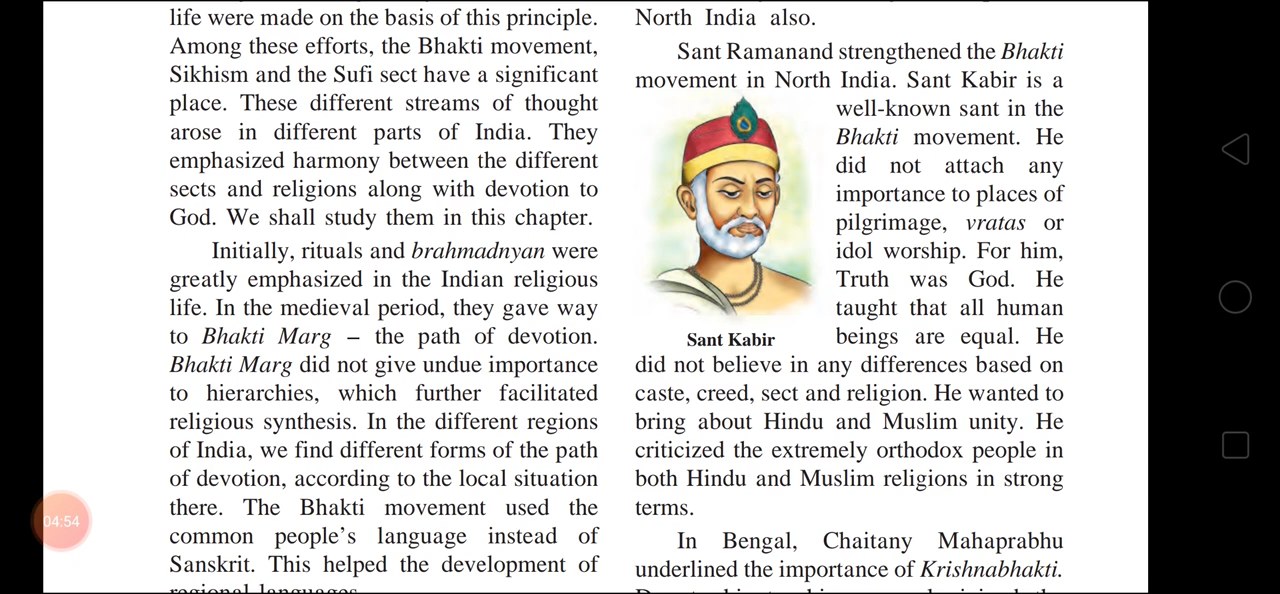 life were made on the basis of this principle.
Among these efforts, the Bhakti movement,
Sikhism and the Sufi sect have a significant
place. These different streams of thought
arose in different parts of India. They
emphasized harmony between the different
sects and religions along with devotion to
God. We shall study them in this chapter.
Initially, rituals and brahmadnyan were
greatly emphasized in the Indian religious
life. In the medieval period, they gave way
to Bhakti Marg – the path of devotion.
Bhakti Marg did not give undue importance
to hierarchies, which further facilitated
religious synthesis. In the different regions
of India, we find different forms of the path
of devotion, according to the local situation
there. The Bhakti movement used the
common people's language instead of
Sanskrit. This helped the development of
regional languages.
North India also.
Sant Ramanand strengthened the Bhakti
movement in North India. Sant Kabir is a
well-known sant in the
Bhakti movement. He
did not attach any
importance to places of
pilgrimage, vratas or
idol worship. For him,
Truth was God. He
taught that all human
beings are equal. He
Sant Kabir
did not believe in any differences based on
caste, creed, sect and religion. He wanted to
bring about Hindu and Muslim unity. He
criticized the extremely orthodox people in
both Hindu and Muslim religions in strong
terms.
In Bengal, Chaitany Mahaprabhu
underlined the importance of Krishnabhakti.
04:54